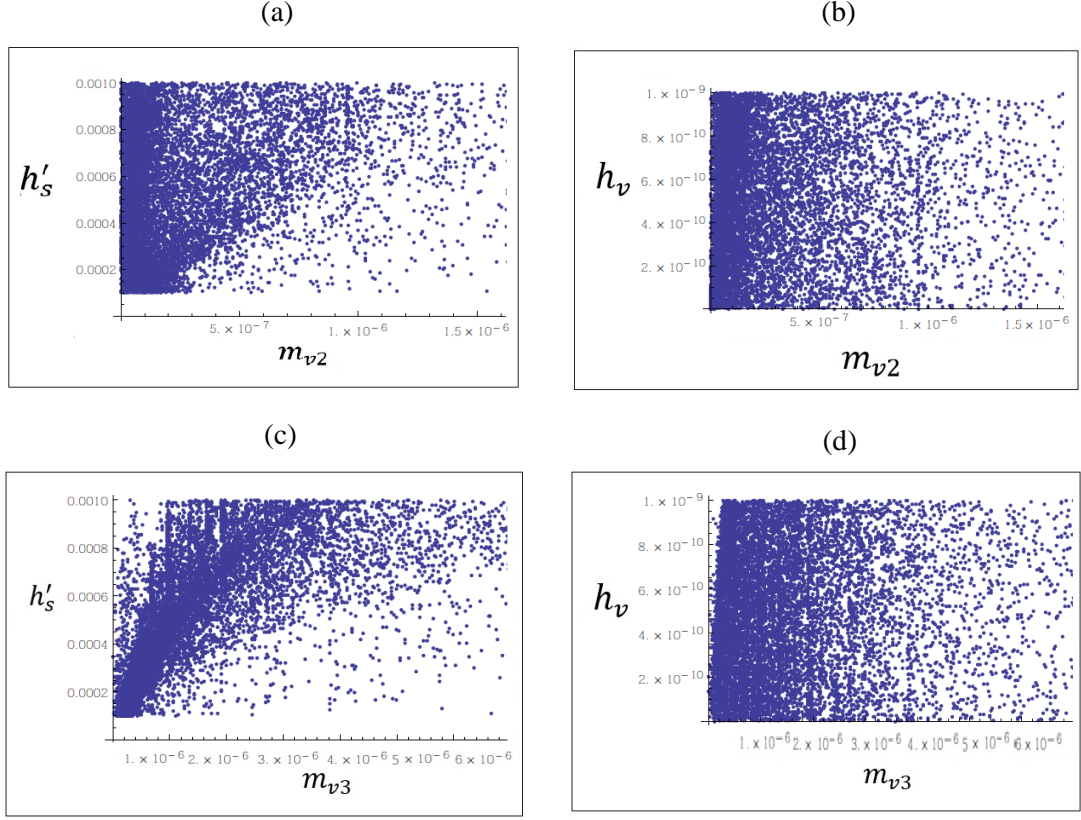 (a)
(b)
0.0010
0.0008
0.0006
0.0004
0.0002
h′s
5. × 10⁻⁷
1. × 10⁻⁶
1.5 × 10⁻⁶
mν2
1. × 10⁻⁹
8. × 10⁻¹⁰
6. × 10⁻¹⁰
4. × 10⁻¹⁰
2. × 10⁻¹⁰
hν
5. × 10⁻⁷
1. × 10⁻⁶
1.5 × 10⁻⁶
mν2
(c)
(d)
0.0010
0.0008
0.0006
0.0004
0.0002
h′s
1. × 10⁻⁶ 2. × 10⁻⁶ 3. × 10⁻⁶ 4. × 10⁻⁶ 5. × 10⁻⁶ 6. × 10⁻⁶
mν3
1. × 10⁻⁹
8. × 10⁻¹⁰
6. × 10⁻¹⁰
4. × 10⁻¹⁰
2. × 10⁻¹⁰
hν
1. × 10⁻⁶ 2. × 10⁻⁶ 3. × 10⁻⁶ 4. × 10⁻⁶ 5. × 10⁻⁶ 6. × 10⁻⁶
mν3